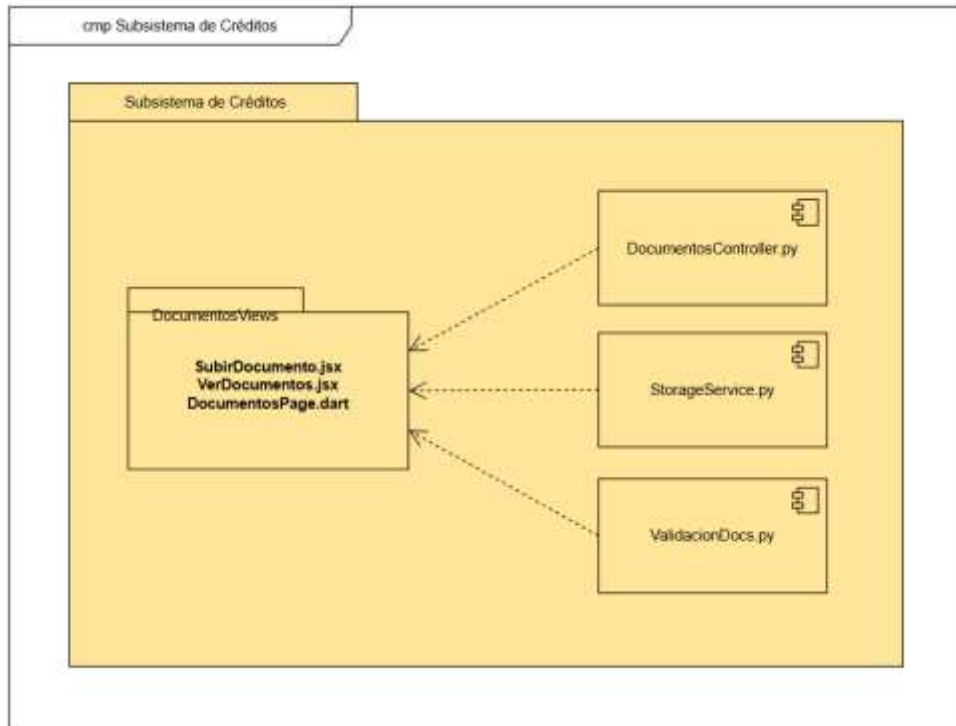 cmp Subsistema de Créditos
Subsistema de Créditos
DocumentosController.py
DocumentosViews
SubirDocumento.jsx
VerDocumentos.jsx
DocumentosPage.dart
StorageService.py
ValidacionDocs.py